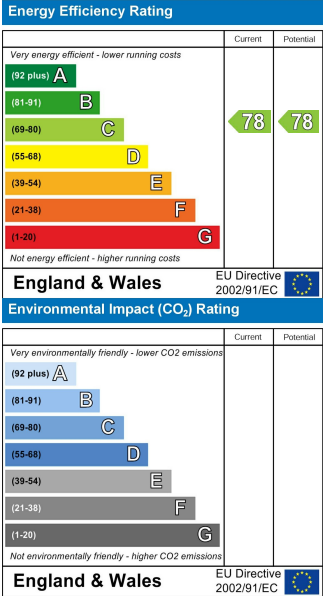 Energy Efficiency Rating
Current Potential
Very energy efficient - lower running costs
(92 plus) A
(81-91) B
(69-80) C 78 78
(55-68) D
(39-54) E
(21-38) F
(1-20) G
Not energy efficient - higher running costs
England & Wales EU Directive 2002/91/EC
Environmental Impact (CO₂) Rating
Current Potential
Very environmentally friendly - lower CO2 emissions
(92 plus) A
(81-91) B
(69-80) C
(55-68) D
(39-54) E
(21-38) F
(1-20) G
Not environmentally friendly - higher CO2 emissions
England & Wales EU Directive 2002/91/EC